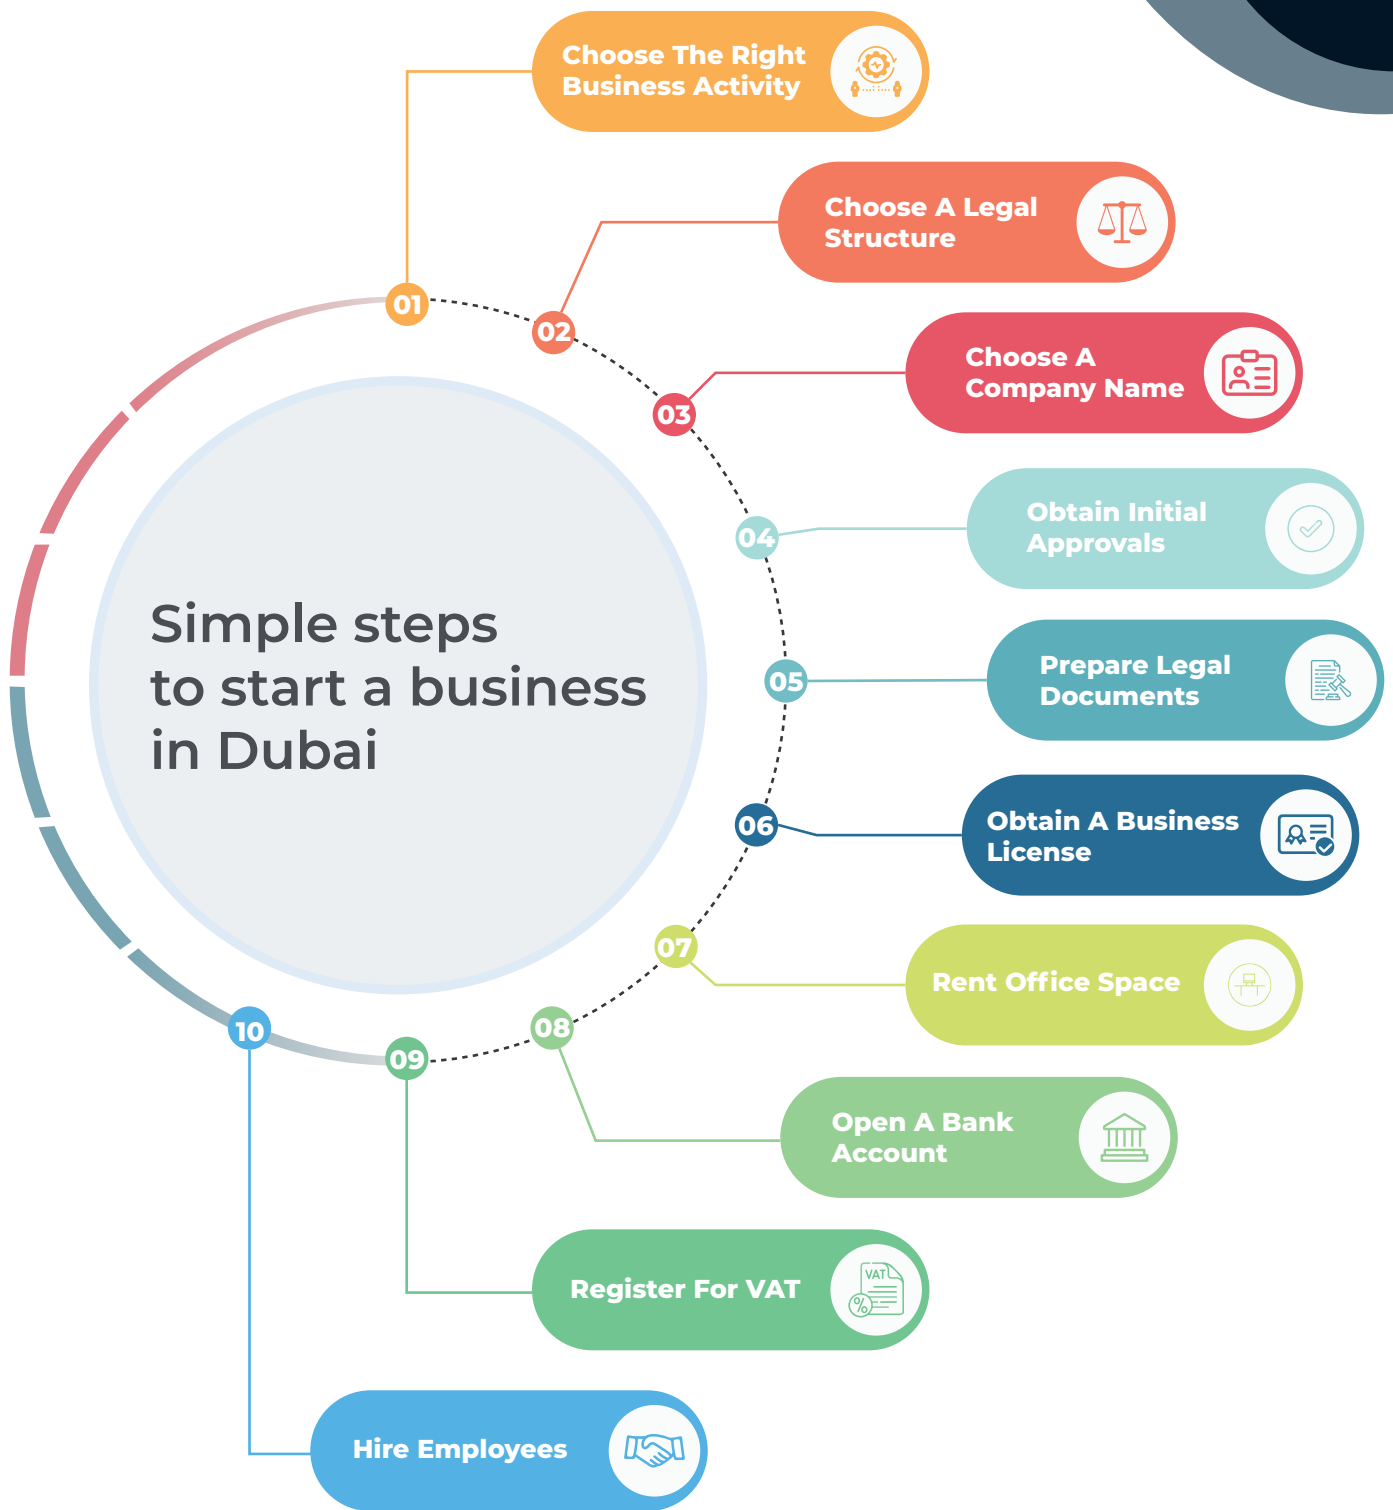 Choose The Right
Business Activity
01
Choose A Legal
Structure
02
Choose A
Company Name
03
Obtain Initial
Approvals
04
Simple steps
to start a business
in Dubai
Prepare Legal
Documents
05
Obtain A Business
License
06
Rent Office Space
07
Open A Bank
Account
08
Register For VAT
VAT
%
09
Hire Employees
10